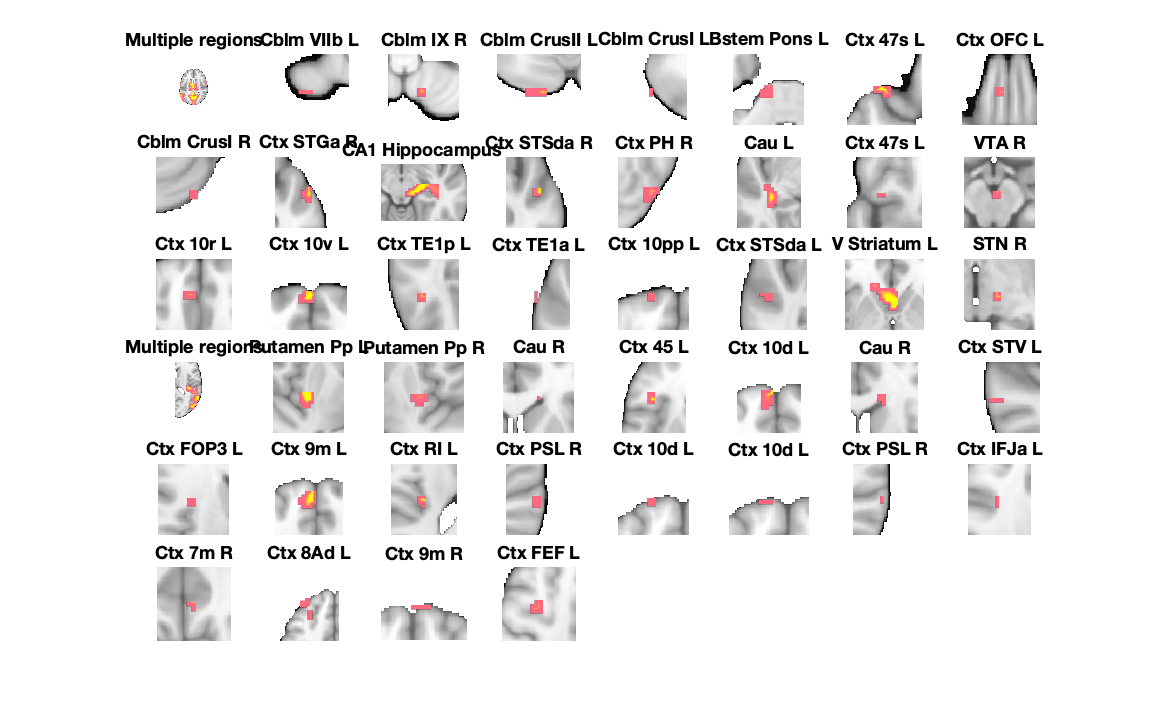 Multiple regions Cblm VIIb L Cblm IX R Cblm CrusII L Cblm CrusI L Bstem Pons L Ctx 47s L Ctx OFC L
Cblm CrusI R Ctx STGa R CA1 Hippocampus Ctx STSda R Ctx PH R Cau L Ctx 47s L VTA R
Ctx 10r L Ctx 10v L Ctx TE1p L Ctx TE1a L Ctx 10pp L Ctx STSda L V Striatum L STN R
Multiple regions Putamen Pp L Putamen Pp R Cau R Ctx 45 L Ctx 10d L Cau R Ctx STV L
Ctx FOP3 L Ctx 9m L Ctx RI L Ctx PSL R Ctx 10d L Ctx 10d L Ctx PSL R Ctx IFJa L
Ctx 7m R Ctx 8Ad L Ctx 9m R Ctx FEF L